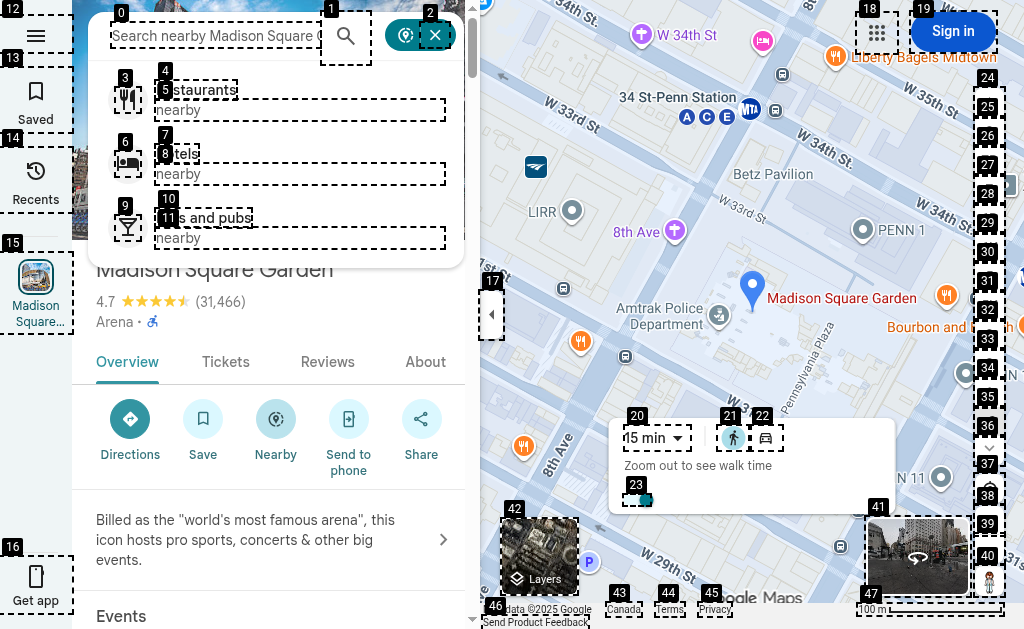 12
0
1
2
18
19
Search nearby Madison Square G
Sign in
W 34th St
Liberty Bagels Midtown
13
3
4
5
staurants
nearby
Saved
14
6
7
8
tels
nearby
Recents
9
10
11
s and pubs
nearby
15
Madison Square...
Madison Square Garden
4.7
(31,466)
Arena
Overview
Tickets
Reviews
About
Directions
Save
Nearby
Send to phone
Share
Billed as the "world's most famous arena", this
icon hosts pro sports, concerts & other big
events.
Events
16
Get app
17
34 St-Penn Station
A C E
MTA
W 33rd St
W 35th St.
W 34th St.
W 34th St.
Betz Pavilion
LIRR
W 33rd St
8th Ave
PENN 1
1st St
Amtrak Police
Department
Madison Square Garden
Bourbon and
Pennsylvania Plaza
8th Ave
N 11
W 29th St
P
20
21
22
15 min
Zoom out to see walk time
23
24
25
26
27
28
29
30
31
32
33
34
35
36
37
38
39
40
41
42
Layers
43
44
45
46
47
data ©2025 Google
Canada
Terms
Privacy
Google Maps
100 m
Send Product Feedback